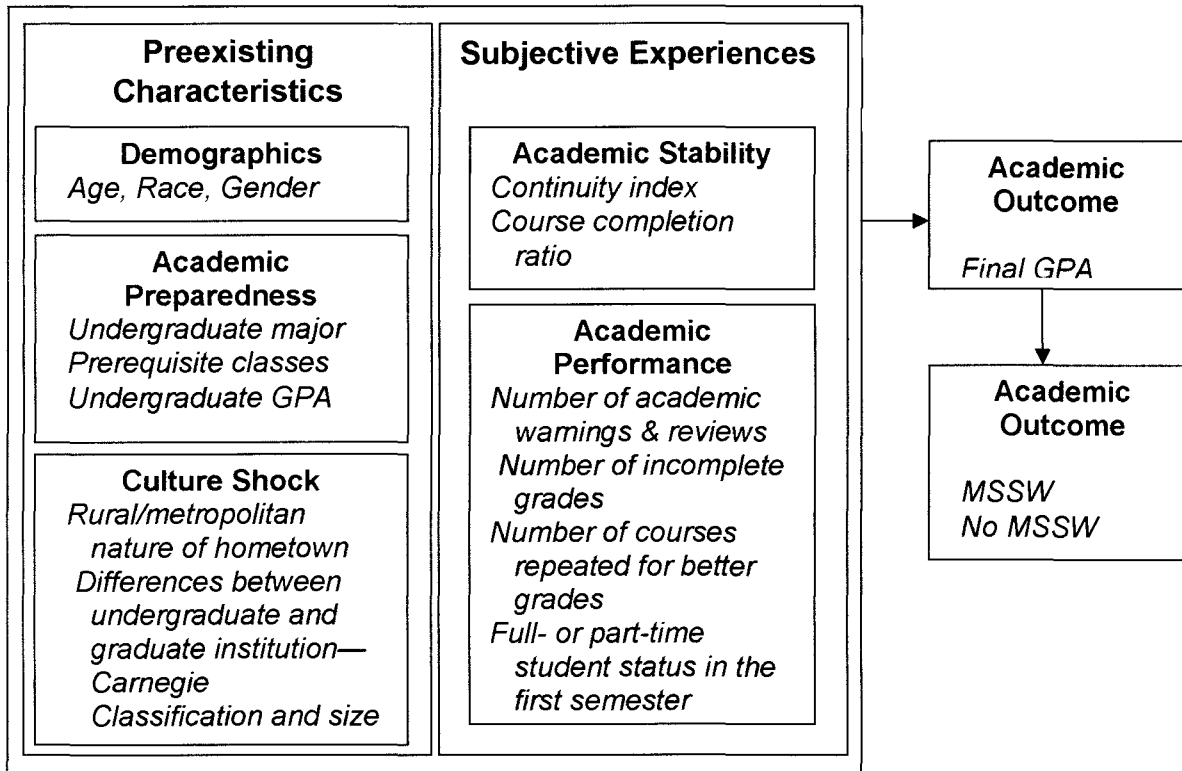 Preexisting
Characteristics
Demographics
Age, Race, Gender
Academic
Preparedness
Undergraduate major
Prerequisite classes
Undergraduate GPA
Culture Shock
Rural/metropolitan
nature of hometown
Differences between
undergraduate and
graduate institution—
Carnegie
Classification and size
Subjective Experiences
Academic Stability
Continuity index
Course completion
ratio
Academic
Performance
Number of academic
warnings & reviews
Number of incomplete
grades
Number of courses
repeated for better
grades
Full- or part-time
student status in the
first semester
Academic
Outcome
Final GPA
Academic
Outcome
MSSW
No MSSW